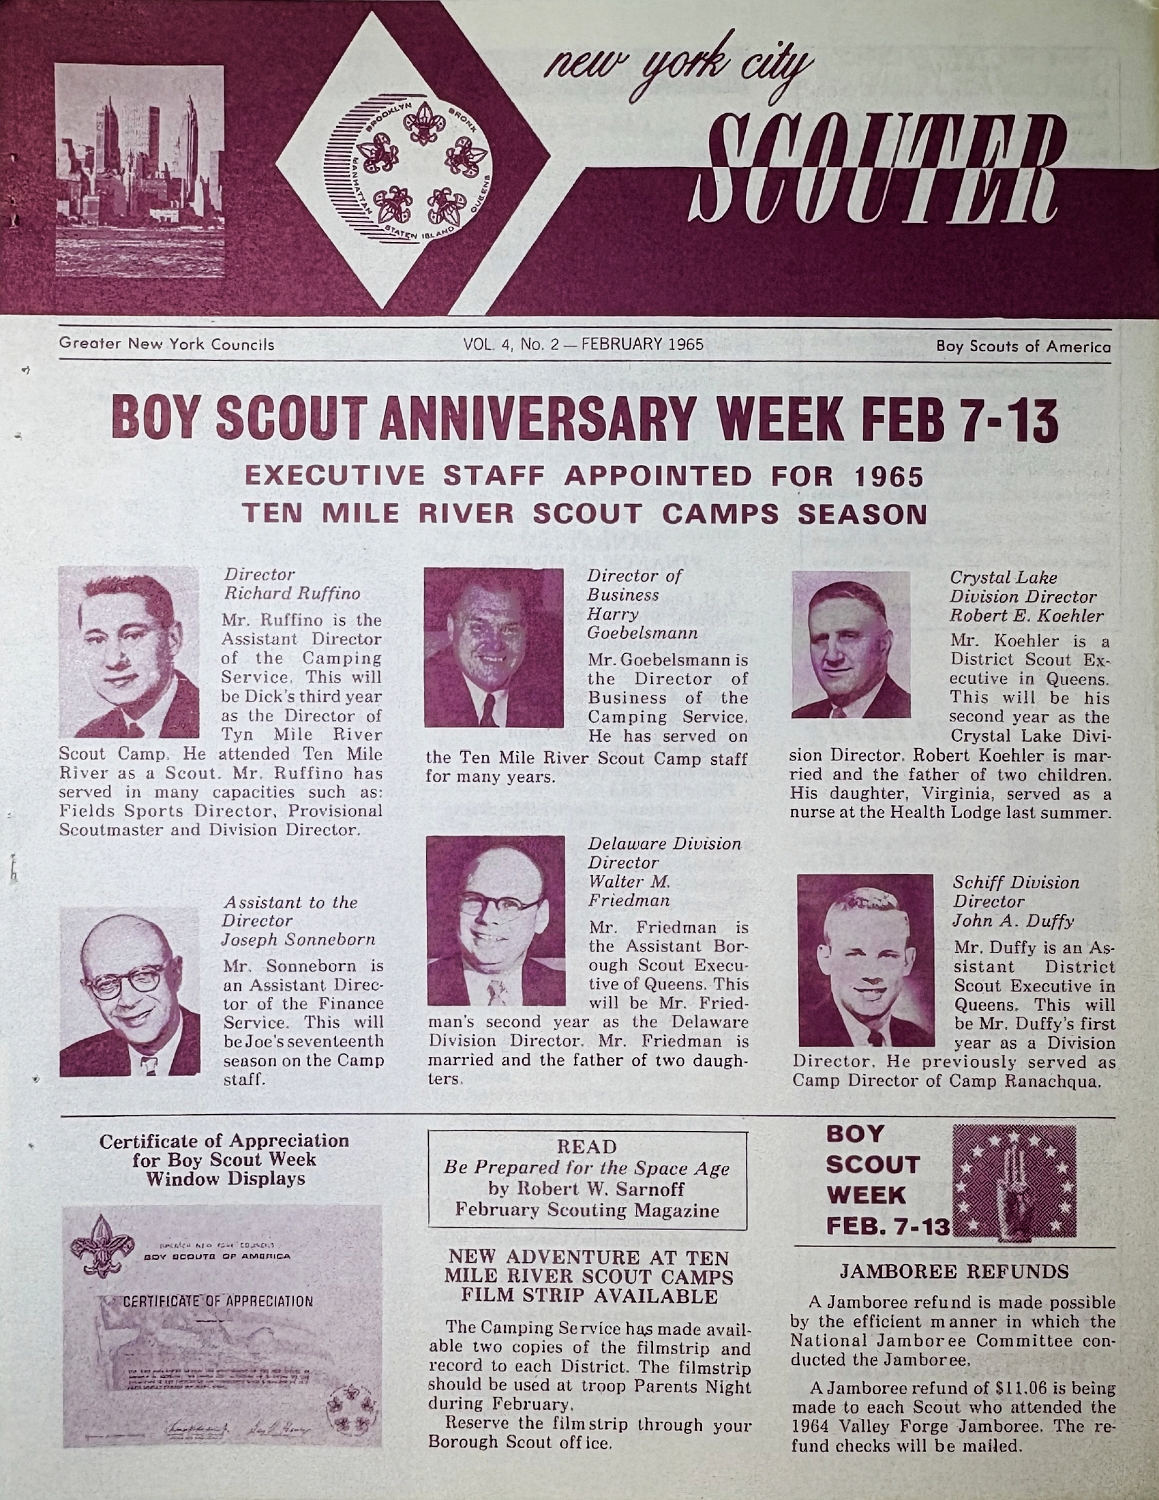 new york city
SCOUTER
BROOKLYN
BRONX
MANHATTAN
QUEENS
STATEN ISLAND
Greater New York Councils
VOL. 4, No. 2 — FEBRUARY 1965
Boy Scouts of America
BOY SCOUT ANNIVERSARY WEEK FEB 7-13
EXECUTIVE STAFF APPOINTED FOR 1965
TEN MILE RIVER SCOUT CAMPS SEASON
Director
Richard Ruffino
Mr. Ruffino is the
Assistant Director
of the Camping
Service. This will
be Dick's third year
as the Director of
Tyn Mile River
Scout Camp. He attended Ten Mile
River as a Scout. Mr. Ruffino has
served in many capacities such as:
Fields Sports Director, Provisional
Scoutmaster and Division Director.
Assistant to the
Director
Joseph Sonneborn
Mr. Sonneborn is
an Assistant Direc-
tor of the Finance
Service. This will
be Joe's seventeenth
season on the Camp
staff.
Director of
Business
Harry
Goebelsmann
Mr. Goebelsmann is
the Director of
Business of the
Camping Service.
He has served on
the Ten Mile River Scout Camp staff
for many years.
Delaware Division
Director
Walter M.
Friedman
Mr. Friedman is
the Assistant Bor-
ough Scout Execu-
tive of Queens. This
will be Mr. Fried-
man's second year as the Delaware
Division Director. Mr. Friedman is
married and the father of two daugh-
ters.
Crystal Lake
Division Director
Robert E. Koehler
Mr. Koehler is a
District Scout Ex-
ecutive in Queens.
This will be his
second year as the
Crystal Lake Divi-
sion Director. Robert Koehler is mar-
ried and the father of two children.
His daughter, Virginia, served as a
nurse at the Health Lodge last summer.
Schiff Division
Director
John A. Duffy
Mr. Duffy is an As-
sistant District
Scout Executive in
Queens. This will
be Mr. Duffy's first
year as a Division
Director. He previously served as
Camp Director of Camp Ranachqua.
Certificate of Appreciation
for Boy Scout Week
Window Displays
BOY SCOUTS OF AMERICA
CERTIFICATE OF APPRECIATION
READ
Be Prepared for the Space Age
by Robert W. Sarnoff
February Scouting Magazine
NEW ADVENTURE AT TEN
MILE RIVER SCOUT CAMPS
FILM STRIP AVAILABLE
The Camping Service has made avail-
able two copies of the filmstrip and
record to each District. The filmstrip
should be used at troop Parents Night
during February.
Reserve the film strip through your
Borough Scout office.
BOY
SCOUT
WEEK
FEB. 7-13
JAMBOREE REFUNDS
A Jamboree refund is made possible
by the efficient manner in which the
National Jamboree Committee con-
ducted the Jamboree.
A Jamboree refund of $11.06 is being
made to each Scout who attended the
1964 Valley Forge Jamboree. The re-
fund checks will be mailed.